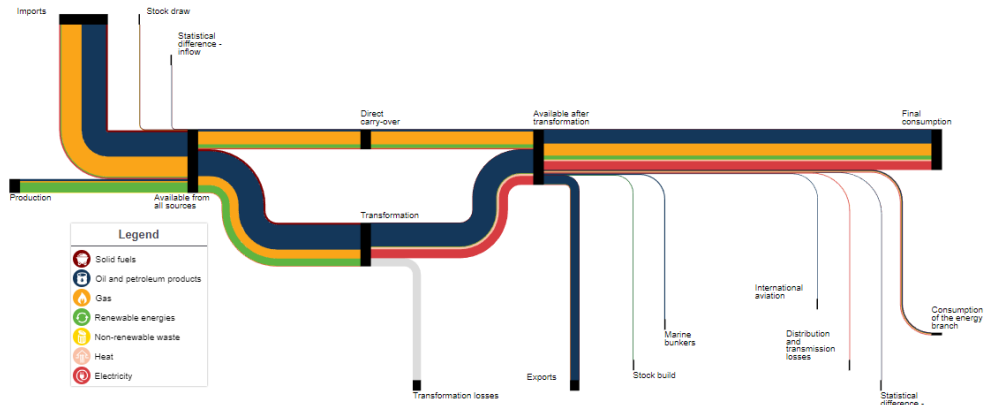 Imports
Stock draw
Statistical
difference -
inflow
Direct
carry-over
Available after
transformation
Final
consumption
Production
Available from
all sources
Transformation
Legend
Solid fuels
Oil and petroleum products
Gas
Renewable energies
Non-renewable waste
Heat
Electricity
International
aviation
Consumption
of the energy
branch
Marine
bunkers
Distribution
and
transmission
losses
Stock build
Exports
Transformation losses
Statistical
difference -